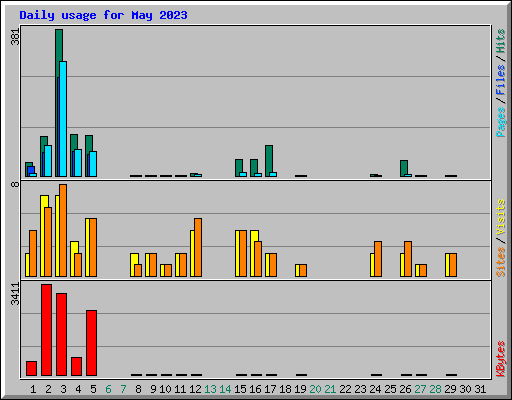 Daily usage for May 2023
381
Pages / Files / Hits
8
Sites / Visits
3411
KBytes
1 2 3 4 5 6 7 8 9 10 11 12 13 14 15 16 17 18 19 20 21 22 23 24 25 26 27 28 29 30 31